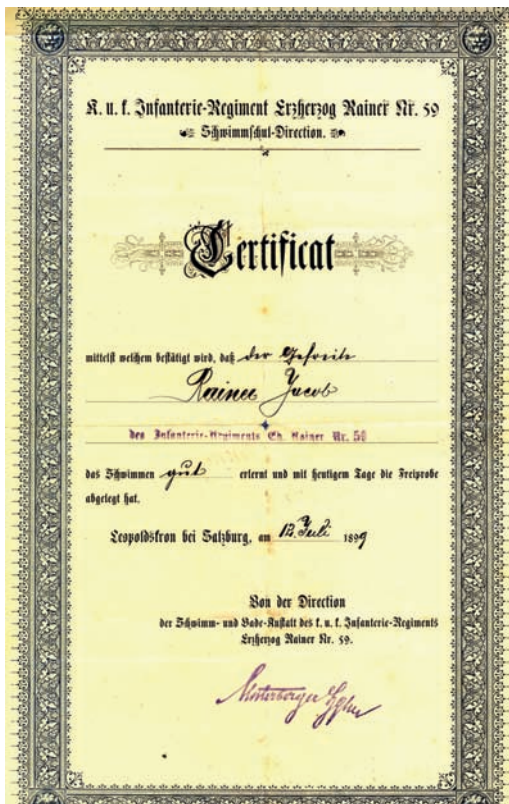 K. u. k. Infanterie-Regiment Erzherzog Rainer Nr. 59
Schwimmschul-Direction.
Certificat
mittelst welchem bestätigt wird, daß der Gefreite
Rainer Jacob
des Infanterie-Regiments Eh. Rainer Nr. 59
das Schwimmen gut erlernt und mit heutigem Tage die Freiprobe
abgelegt hat.
Leopoldskron bei Salzburg, am 12. Juli 1899
Von der Direction
der Schwimm- und Bade-Anstalt des k. u. k. Infanterie-Regiments
Erzherzog Rainer Nr. 59.